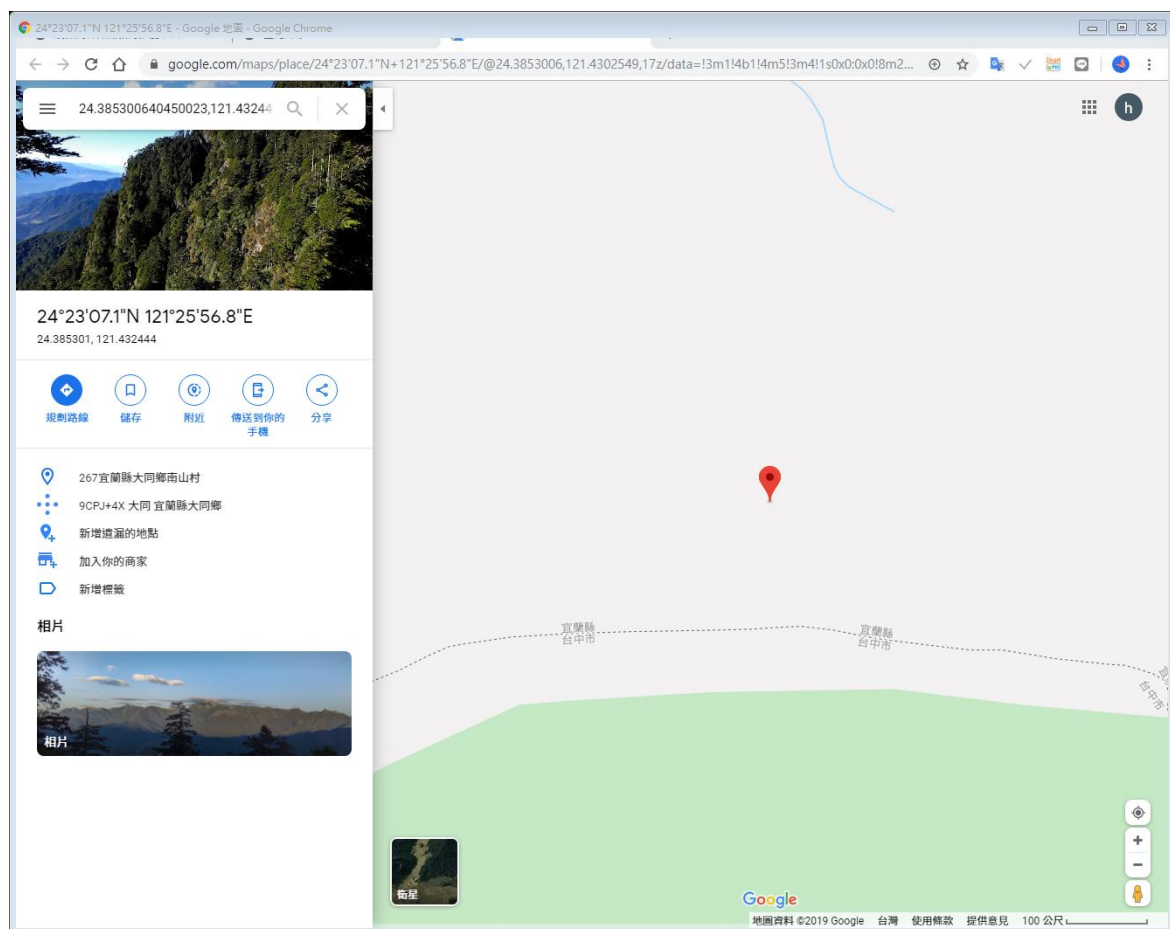 24°23'07.1"N 121°25'56.8"E - Google 地圖 - Google Chrome
google.com/maps/place/24°23'07.1"N+121°25'56.8"E/@24.3853006,121.4302549,17z/data=!3m1!4b1!4m5!3m4!1s0x0:0x0!8m2...
24.385300640450023,121.43244
h
24°23'07.1"N 121°25'56.8"E
24.385301, 121.432444
規劃路線
儲存
附近
傳送到你的
手機
分享
267宜蘭縣大同鄉南山村
9CPJ+4X 大同 宜蘭縣大同鄉
新增遺漏的地點
加入你的商家
新增標籤
相片
相片
宜蘭縣
台中市
宜蘭縣
台中市
台中市
衛星
Google
地圖資料 ©2019 Google 台灣 使用條款 提供意見 100 公尺